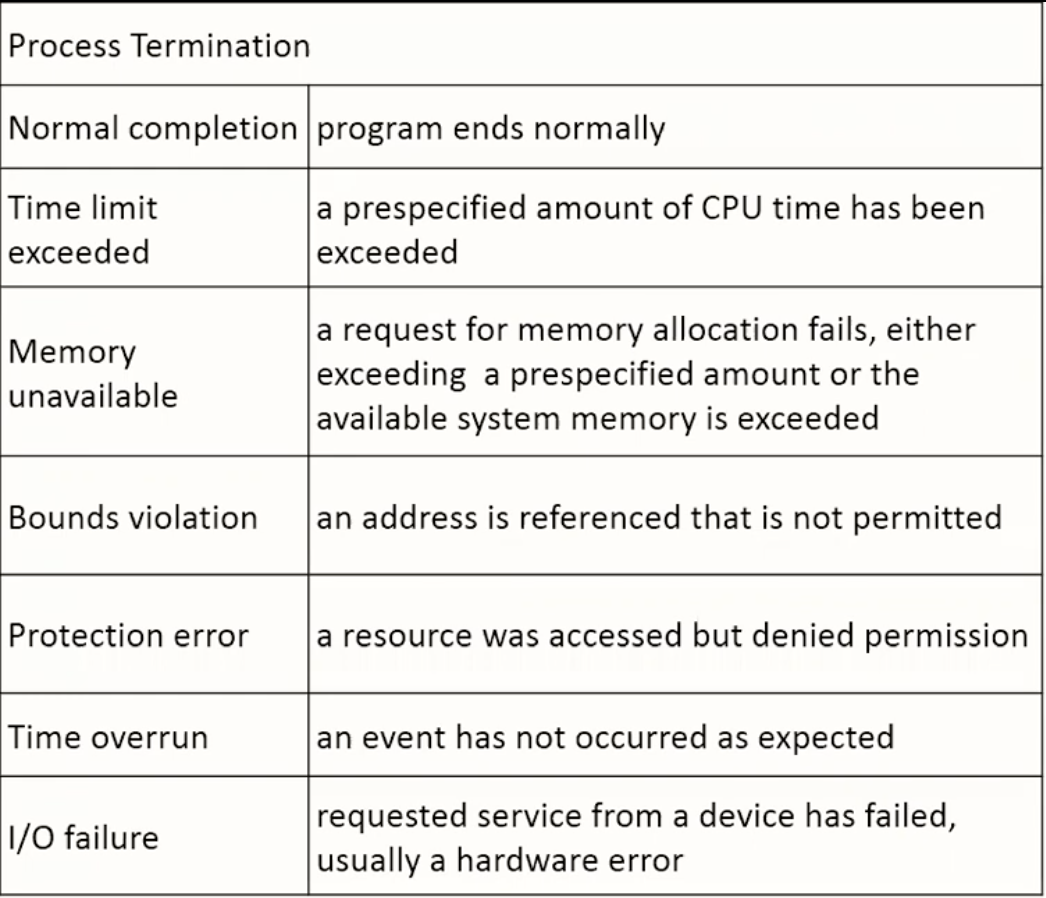 Process Termination
Normal completion
program ends normally
Time limit
exceeded
a prespecified amount of CPU time has been
exceeded
Memory
unavailable
a request for memory allocation fails, either
exceeding  a prespecified amount or the
available system memory is exceeded
Bounds violation
an address is referenced that is not permitted
Protection error
a resource was accessed but denied permission
Time overrun
an event has not occurred as expected
I/O failure
requested service from a device has failed,
usually a hardware error